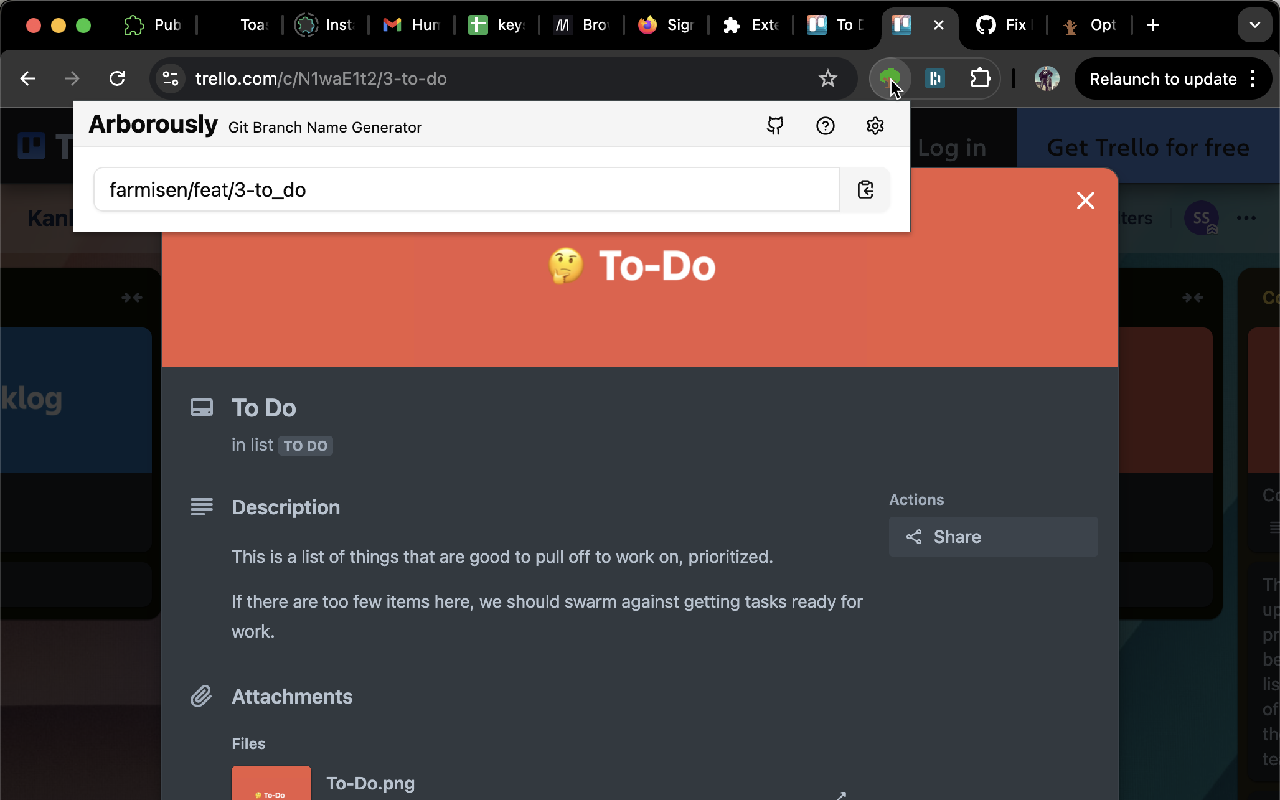 Pub
Toas
Inst
Hun
key
Bro
Sign
Exte
To D
Fix
Opt
trello.com/c/N1waE1t2/3-to-do
Relaunch to update
Arborously Git Branch Name Generator
Log in
Get Trello for free
farmisen/feat/3-to_do
Kan
ters
SS
🤔 To-Do
klog
To Do
in list TO DO
Description
Actions
Share
This is a list of things that are good to pull off to work on, prioritized.
If there are too few items here, we should swarm against getting tasks ready for
work.
Attachments
Files
To-Do.png
To-Do
Co
Th
up
pr
be
lis
of
the
te